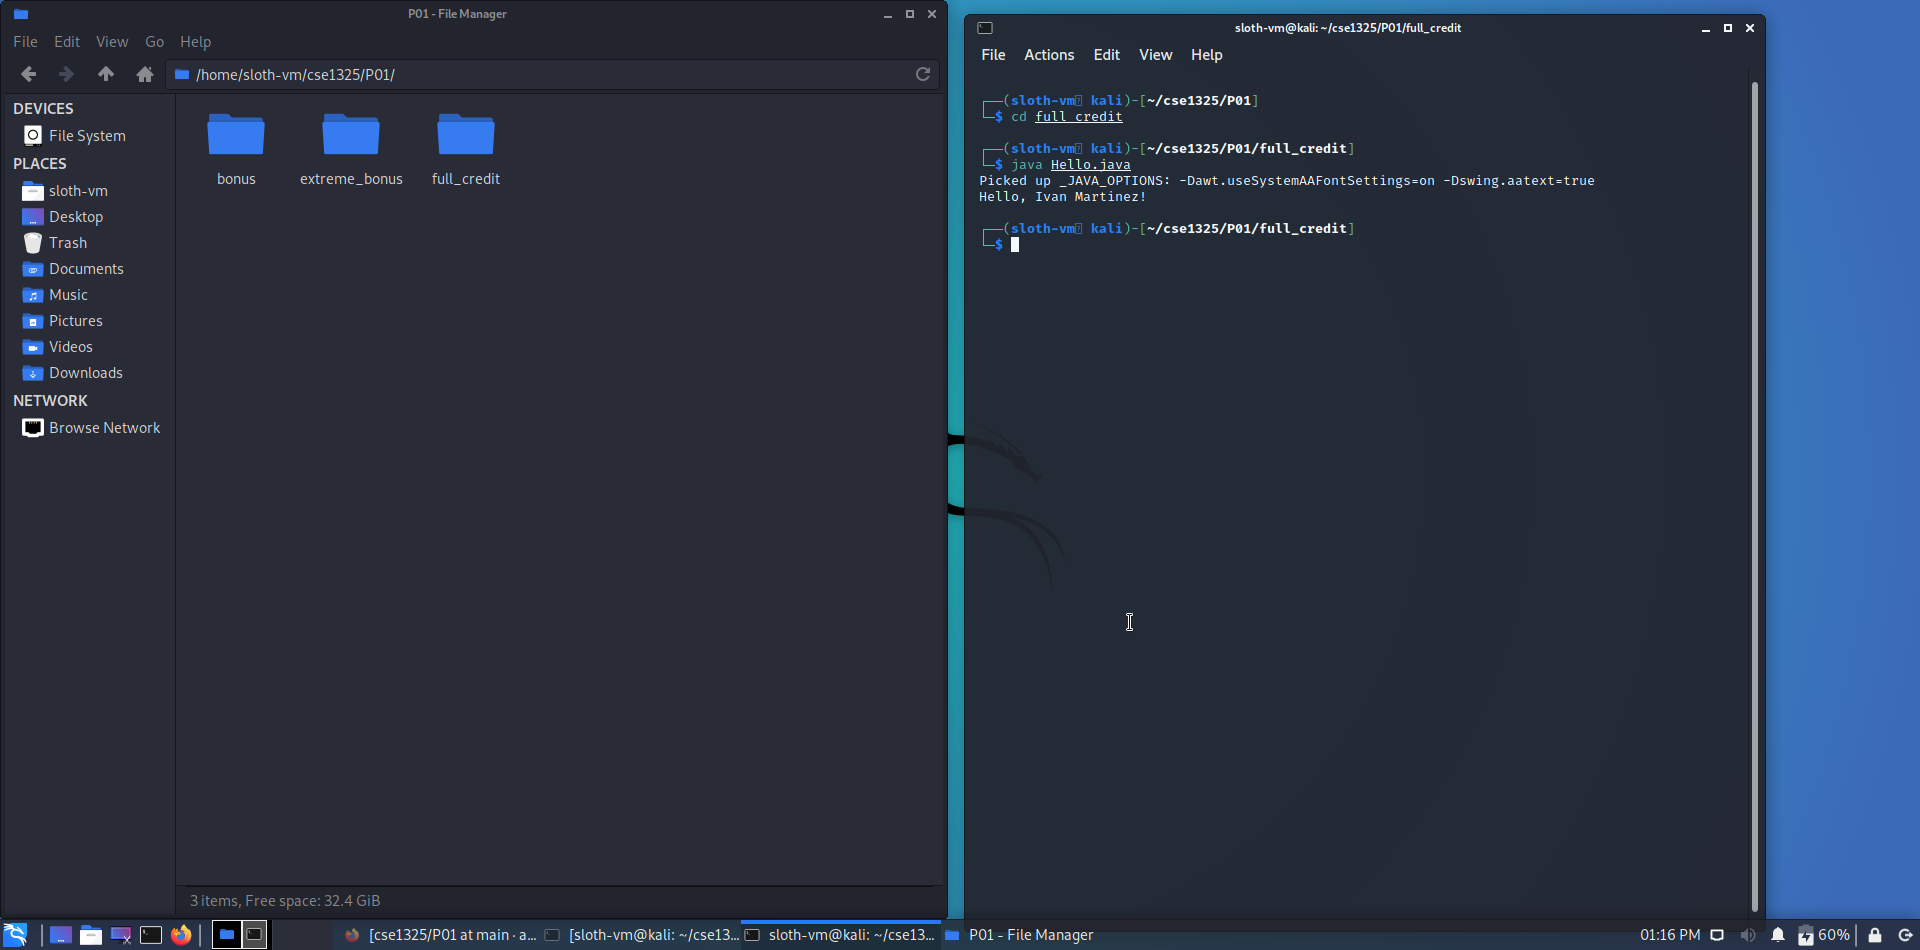 P01 - File Manager
File Edit View Go Help
/home/sloth-vm/cse1325/P01/
DEVICES
File System
PLACES
sloth-vm
Desktop
Trash
Documents
Music
Pictures
Videos
Downloads
NETWORK
Browse Network
bonus extreme_bonus full_credit
3 items, Free space: 32.4 GiB
sloth-vm@kali: ~/cse1325/P01/full_credit
File Actions Edit View Help
(sloth-vm kali)-[~/cse1325/P01]
$ cd full_credit
(sloth-vm kali)-[~/cse1325/P01/full_credit]
$ java Hello.java
Picked up _JAVA_OPTIONS: -Dawt.useSystemAAFontSettings=on -Dswing.aatext=true
Hello, Ivan Martinez!
(sloth-vm kali)-[~/cse1325/P01/full_credit]
$
[cse1325/P01 at main · a... [sloth-vm@kali: ~/cse13... sloth-vm@kali: ~/cse13... P01 - File Manager 01:16 PM 60%